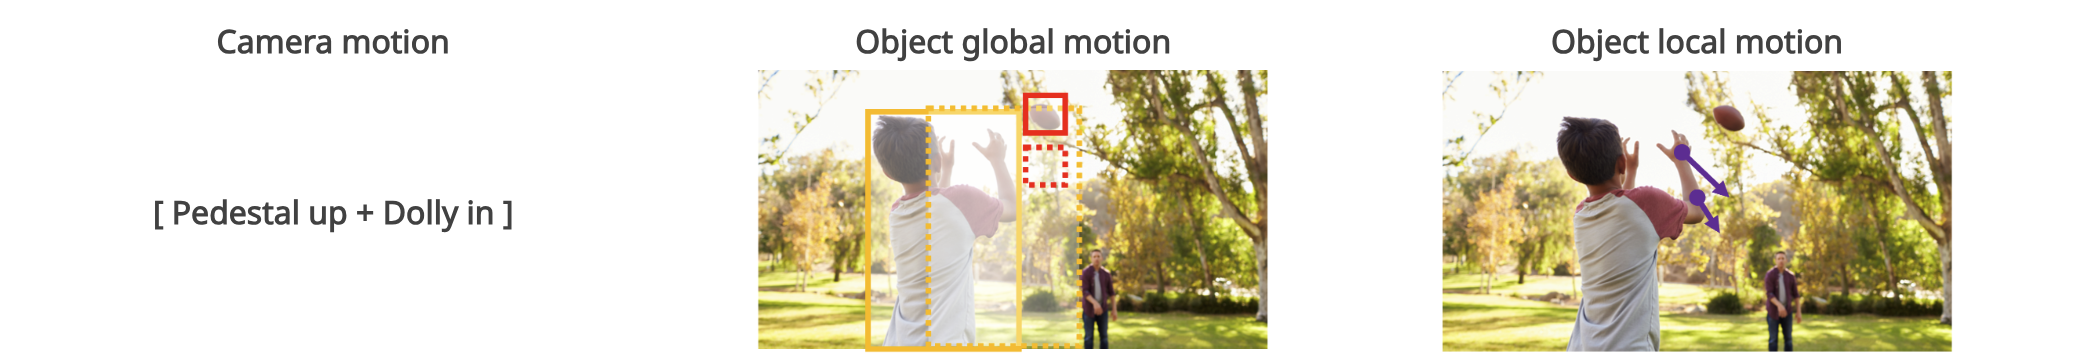 Camera motion
Object global motion
Object local motion
[ Pedestal up + Dolly in ]